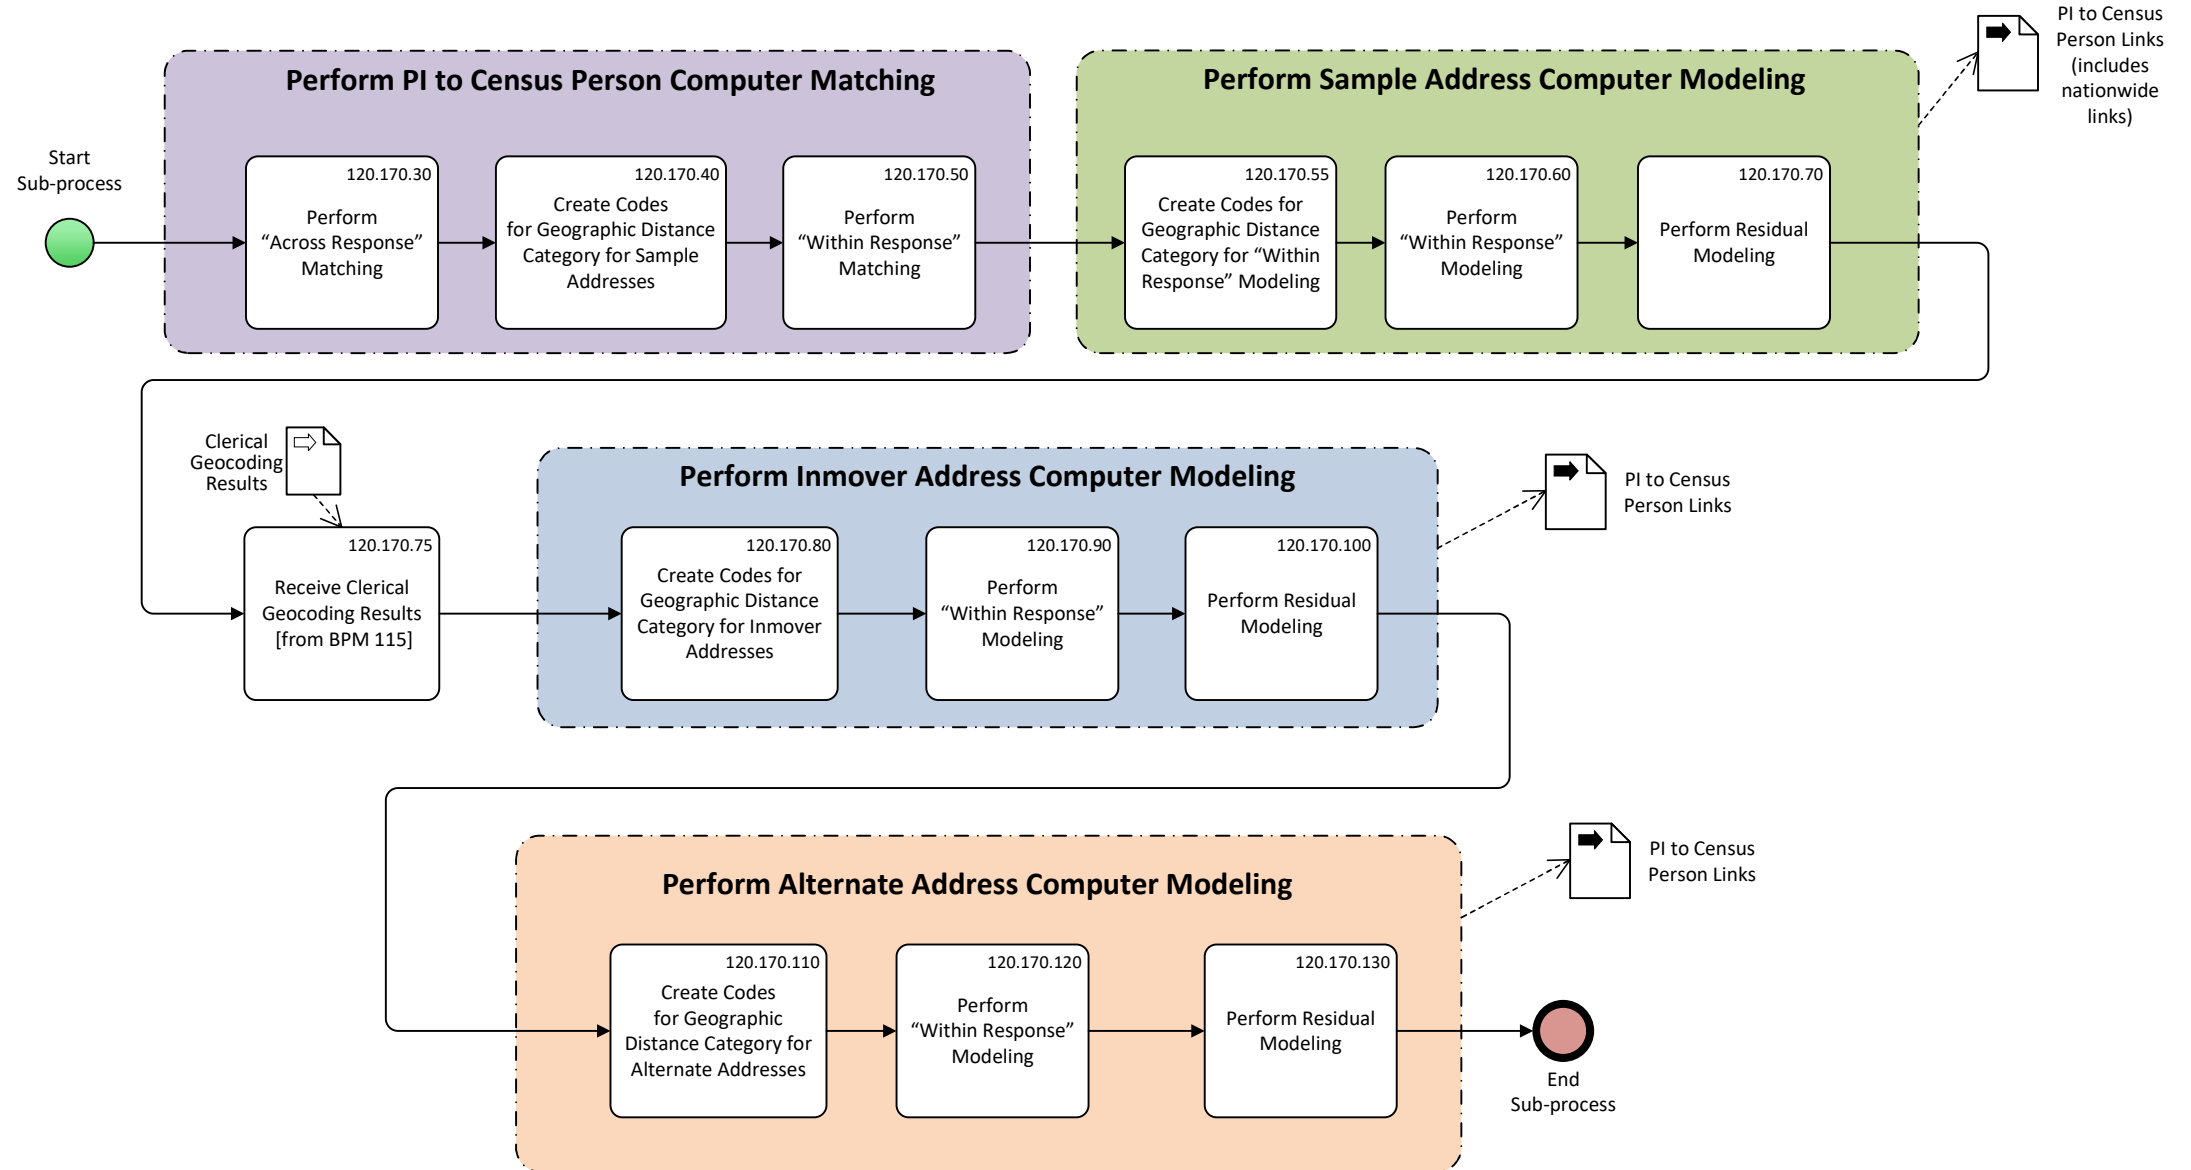 Start
Sub-process
Perform PI to Census Person Computer Matching
120.170.30
Perform
“Across Response”
Matching
120.170.40
Create Codes
for Geographic Distance
Category for Sample
Addresses
120.170.50
Perform
“Within Response”
Matching
Perform Sample Address Computer Modeling
120.170.55
Create Codes for
Geographic Distance
Category for “Within
Response” Modeling
120.170.60
Perform
“Within Response”
Modeling
120.170.70
Perform Residual
Modeling
PI to Census
Person Links
(includes
nationwide
links)
Clerical
Geocoding
Results
120.170.75
Receive Clerical
Geocoding Results
[from BPM 115]
Perform Inmover Address Computer Modeling
120.170.80
Create Codes for
Geographic Distance
Category for Inmover
Addresses
120.170.90
Perform
“Within Response”
Modeling
120.170.100
Perform Residual
Modeling
PI to Census
Person Links
Perform Alternate Address Computer Modeling
120.170.110
Create Codes
for Geographic
Distance Category for
Alternate Addresses
120.170.120
Perform
“Within Response”
Modeling
120.170.130
Perform Residual
Modeling
PI to Census
Person Links
End
Sub-process